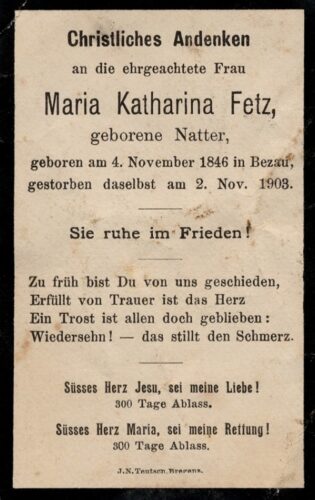 Christliches Andenken
an die ehrgeachtete Frau
Maria Katharina Fetz,
geborene Natter,
geboren am 4. November 1846 in Bezau,
gestorben daselbst am 2. Nov. 1903.
Sie ruhe im Frieden!
Zu früh bist Du von uns geschieden,
Erfüllt von Trauer ist das Herz
Ein Trost ist allen doch geblieben:
Wiedersehn! — das stillt den Schmerz.
Süsses Herz Jesu, sei meine Liebe!
300 Tage Ablass.
Süsses Herz Maria, sei meine Rettung!
300 Tage Ablass.
J. N. Teutsch, Bregenz.